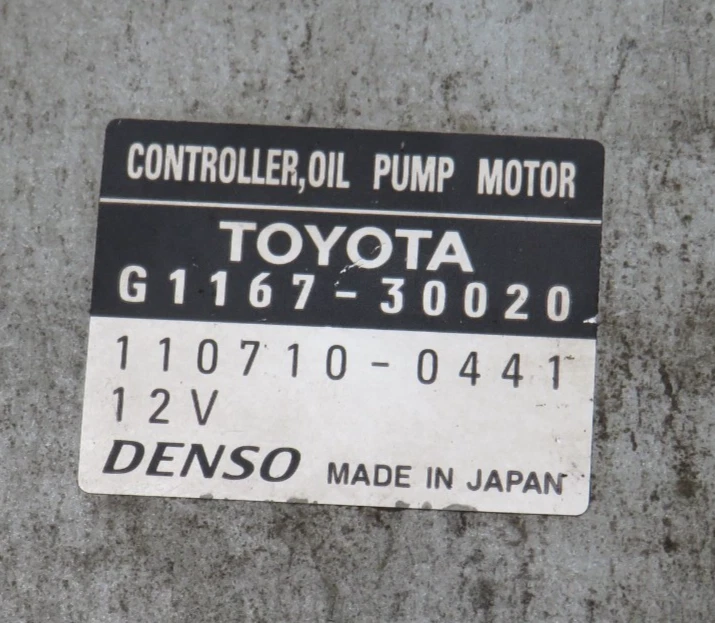 CONTROLLER,OIL PUMP MOTOR
TOYOTA
G1167-30020
110710-0441
12V
DENSO MADE IN JAPAN